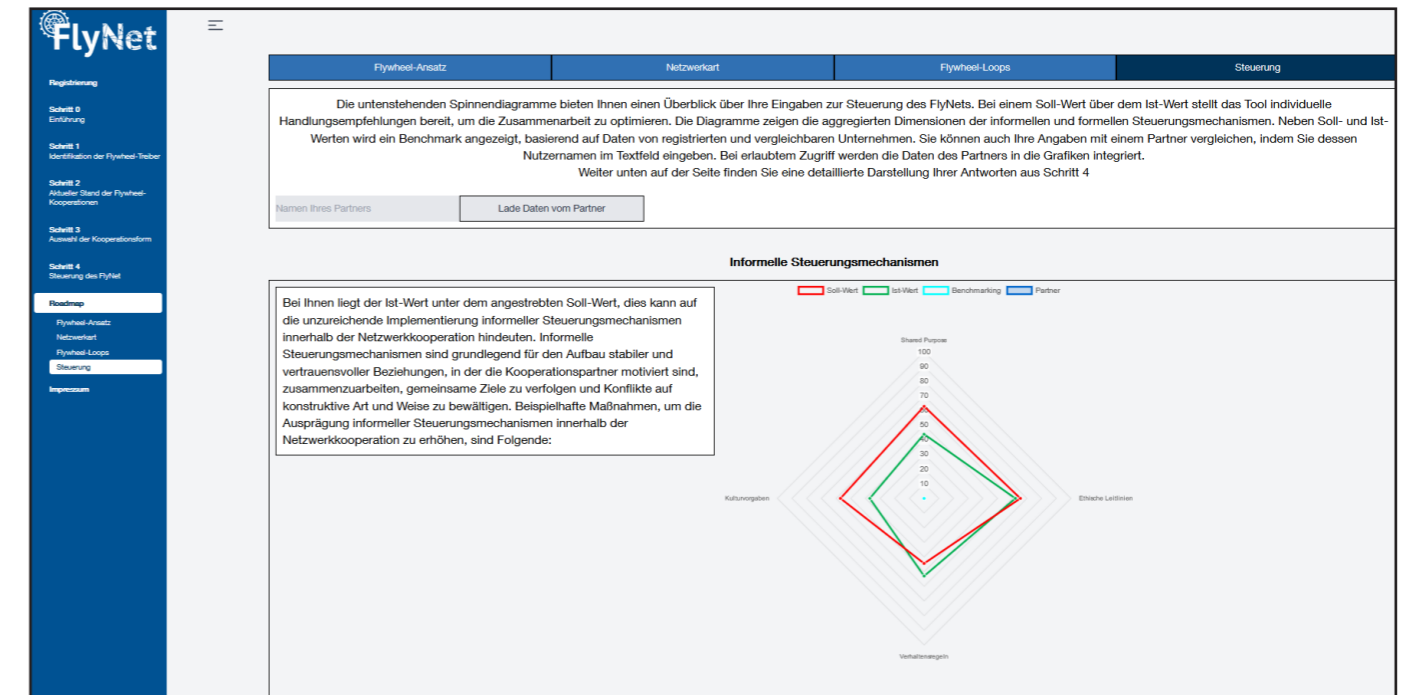 FlyNet
Registrierung
Schritt 0
Einführung
Schritt 1
Identifikation der Flywheel-Treiber
Schritt 2
Aktueller Stand der Flywheel-
Kooperationen
Schritt 3
Auswahl der Kooperationsform
Schritt 4
Steuerung des FlyNet
Roadmap
Flywheel-Ansatz
Netzwerkart
Flywheel-Loops
Steuerung
Impressum
Flywheel-Ansatz
Netzwerkart
Flywheel-Loops
Steuerung
Die untenstehenden Spinnendiagramme bieten Ihnen einen Überblick über Ihre Eingaben zur Steuerung des FlyNets. Bei einem Soll-Wert über dem Ist-Wert stellt das Tool individuelle
Handlungsempfehlungen bereit, um die Zusammenarbeit zu optimieren. Die Diagramme zeigen die aggregierten Dimensionen der informellen und formellen Steuerungsmechanismen. Neben Soll- und Ist-
Werten wird ein Benchmark angezeigt, basierend auf Daten von registrierten und vergleichbaren Unternehmen. Sie können auch Ihre Angaben mit einem Partner vergleichen, indem Sie dessen
Nutzernamen im Textfeld eingeben. Bei erlaubtem Zugriff werden die Daten des Partners in die Grafiken integriert.
Weiter unten auf der Seite finden Sie eine detaillierte Darstellung Ihrer Antworten aus Schritt 4
Namen Ihres Partners
Lade Daten vom Partner
Informelle Steuerungsmechanismen
Bei Ihnen liegt der Ist-Wert unter dem angestrebten Soll-Wert, dies kann auf
die unzureichende Implementierung informeller Steuerungsmechanismen
innerhalb der Netzwerkkooperation hindeuten. Informelle
Steuerungsmechanismen sind grundlegend für den Aufbau stabiler und
vertrauensvoller Beziehungen, in der die Kooperationspartner motiviert sind,
zusammenzuarbeiten, gemeinsame Ziele zu verfolgen und Konflikte auf
konstruktive Art und Weise zu bewältigen. Beispielhafte Maßnahmen, um die
Ausprägung informeller Steuerungsmechanismen innerhalb der
Netzwerkkooperation zu erhöhen, sind Folgende:
Soll-Wert
Ist-Wert
Benchmarking
Partner
Shared Purpose
100
90
80
70
60
50
40
30
20
10
Kulturvorgaben
Ethische Leitlinien
Verhaltensregeln